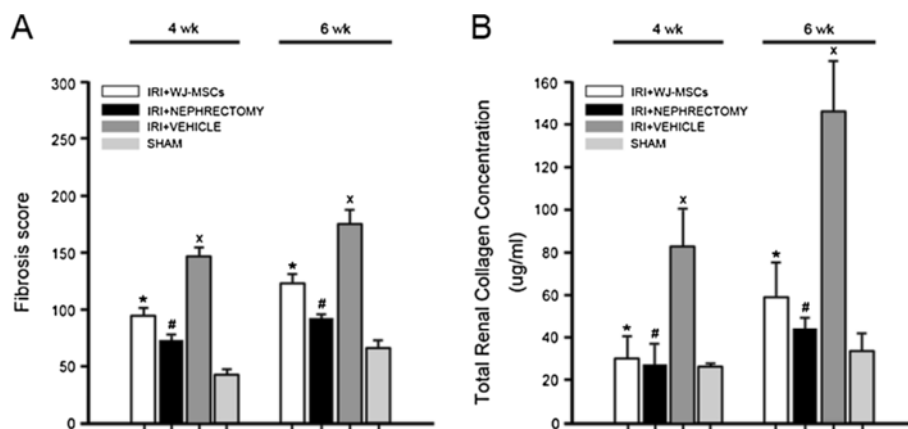 A
4 wk
6 wk
300
250
200
150
100
50
0
Fibrosis score
IRI+WJ-MSCs
IRI+NEPHRECTOMY
IRI+VEHICLE
SHAM
*
#
x
*
#
x
B
4 wk
6 wk
160
140
120
100
80
60
40
20
0
Total Renal Collagen Concentration
(ug/ml)
IRI+WJ-MSCs
IRI+NEPHRECTOMY
IRI+VEHICLE
SHAM
*
#
x
*
#
x